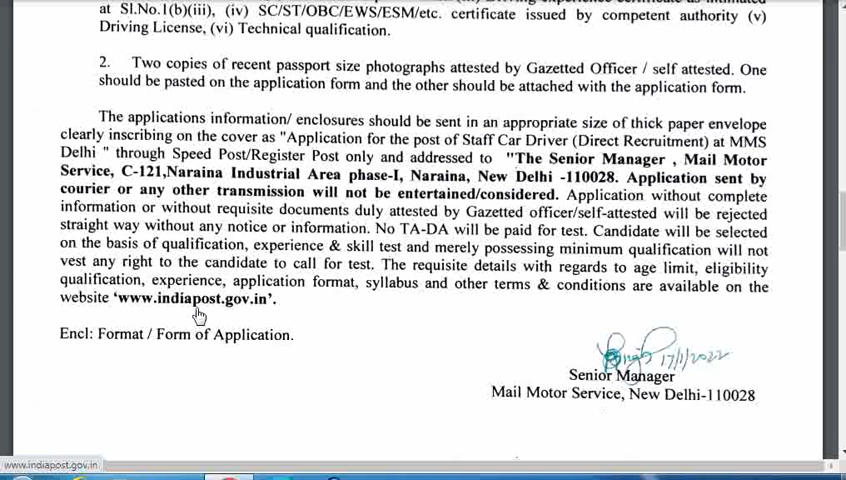 at Sl.No.1(b)(iii), (iv) SC/ST/OBC/EWS/ESM/etc. certificate issued by competent authority (v)
Driving License, (vi) Technical qualification.
2. Two copies of recent passport size photographs attested by Gazetted Officer / self attested. One
should be pasted on the application form and the other should be attached with the application form.
The applications information/ enclosures should be sent in an appropriate size of thick paper envelope
clearly inscribing on the cover as "Application for the post of Staff Car Driver (Direct Recruitment) at MMS
Delhi " through Speed Post/Register Post only and addressed to "The Senior Manager , Mail Motor
Service, C-121,Naraina Industrial Area phase-I, Naraina, New Delhi -110028. Application sent by
courier or any other transmission will not be entertained/considered. Application without complete
information or without requisite documents duly attested by Gazetted officer/self-attested will be rejected
straight way without any notice or information. No TA-DA will be paid for test. Candidate will be selected
on the basis of qualification, experience & skill test and merely possessing minimum qualification will not
vest any right to the candidate to call for test. The requisite details with regards to age limit, eligibility
qualification, experience, application format, syllabus and other terms & conditions are available on the
website ‘www.indiapost.gov.in’.
Encl: Format / Form of Application.
17/1/2022
Senior Manager
Mail Motor Service, New Delhi-110028
www.indiapost.gov.in